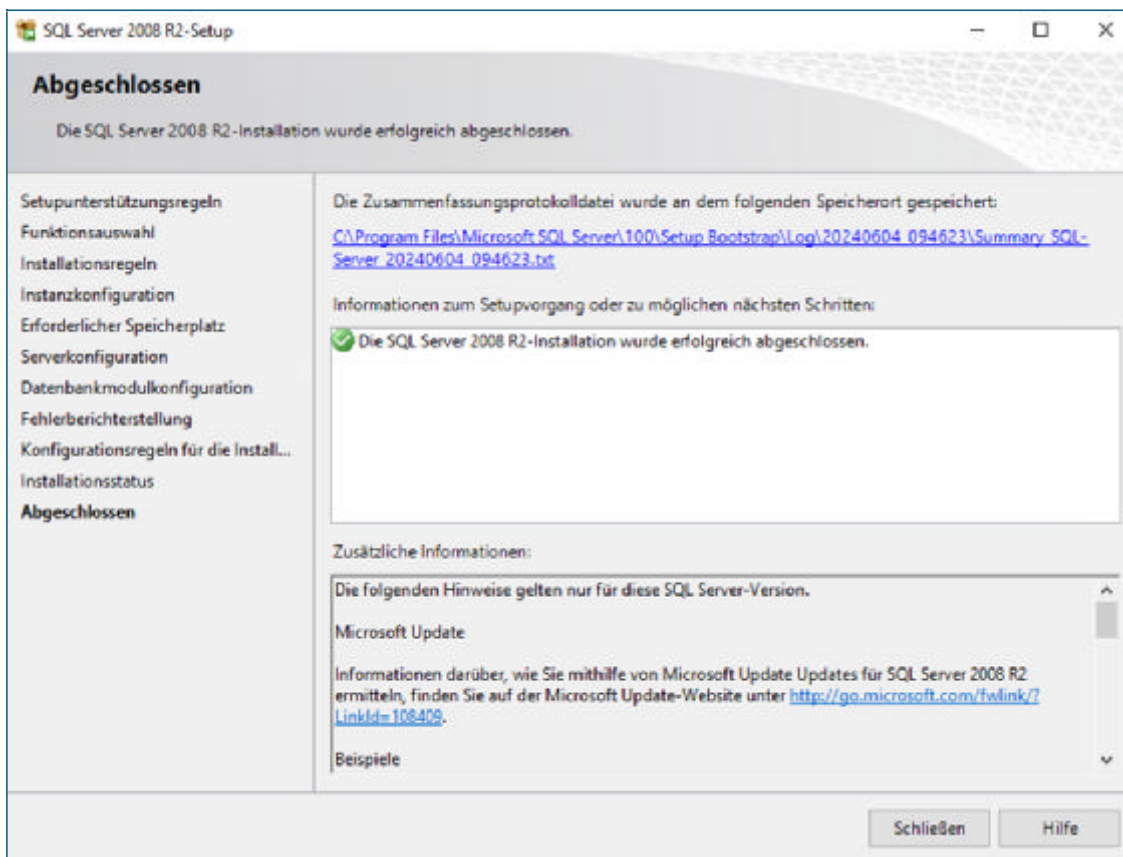 SQL Server 2008 R2-Setup
Abgeschlossen
Die SQL Server 2008 R2-Installation wurde erfolgreich abgeschlossen.
Setupunterstützungsregeln
Funktionsauswahl
Installationsregeln
Instanzkonfiguration
Erforderlicher Speicherplatz
Serverkonfiguration
Datenbankmodulkonfiguration
Fehlerberichterstellung
Konfigurationsregeln für die Install...
Installationsstatus
Abgeschlossen
Die Zusammenfassungsprotokolldatei wurde an dem folgenden Speicherort gespeichert:
C:\Program Files\Microsoft SQL Server\100\Setup Bootstrap\Log\20240604_094623\Summary_SQL-
Server_20240604_094623.txt
Informationen zum Setupvorgang oder zu möglichen nächsten Schritten:
Die SQL Server 2008 R2-Installation wurde erfolgreich abgeschlossen.
Zusätzliche Informationen:
Die folgenden Hinweise gelten nur für diese SQL Server-Version.
Microsoft Update
Informationen darüber, wie Sie mithilfe von Microsoft Update Updates für SQL Server 2008 R2
ermitteln, finden Sie auf der Microsoft Update-Website unter http://go.microsoft.com/fwlink/?
LinkId=108409.
Beispiele
Schließen
Hilfe